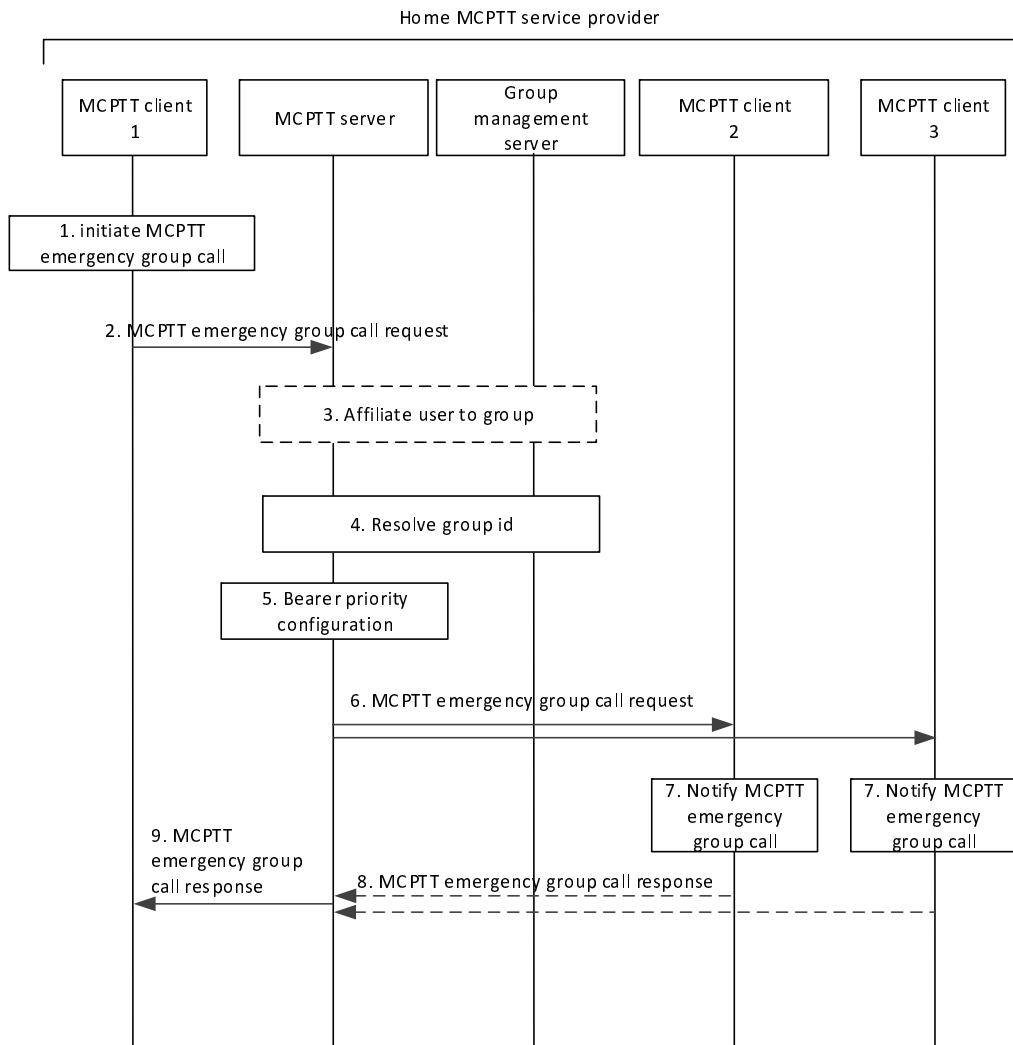 Home MCPTT service provider
MCPTT client
1
MCPTT server
Group
management
server
MCPTT client
2
MCPTT client
3
1. initiate MCPTT
emergency group call
2. MCPTT emergency group call request
3. Affiliate user to group
4. Resolve group id
5. Bearer priority
configuration
6. MCPTT emergency group call request
7. Notify MCPTT
emergency
group call
7. Notify MCPTT
emergency
group call
9. MCPTT
emergency group
call response
8. MCPTT emergency group call response